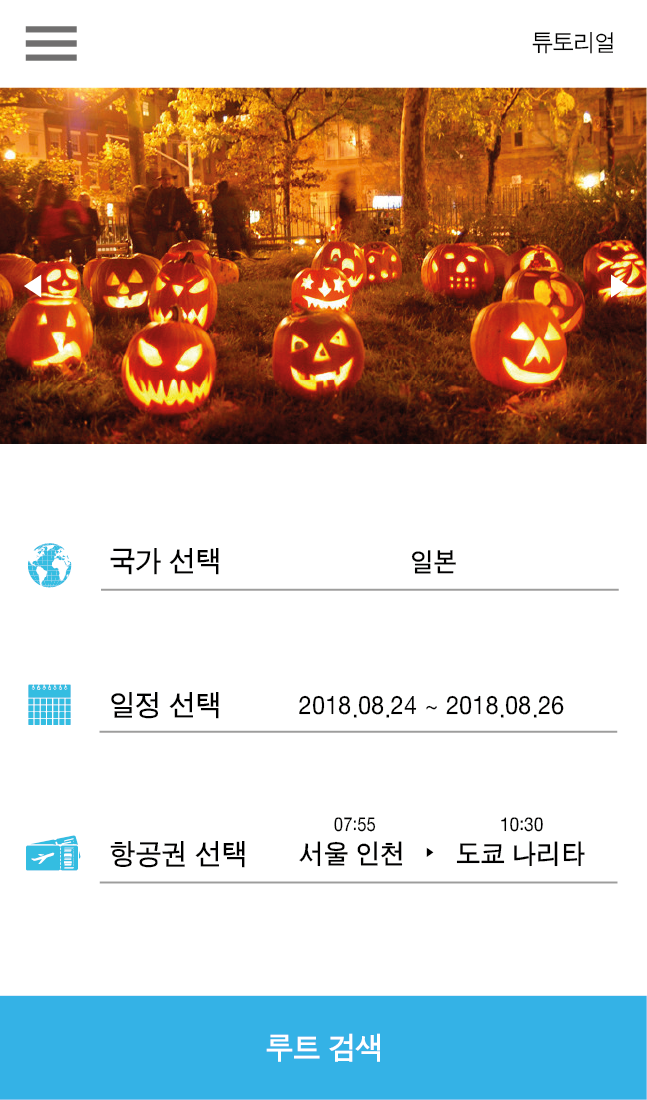 튜토리얼
국가 선택 일본
일정 선택 2018.08.24 ~ 2018.08.26
07:55 10:30
항공권 선택 서울 인천 ▶ 도쿄 나리타
루트 검색